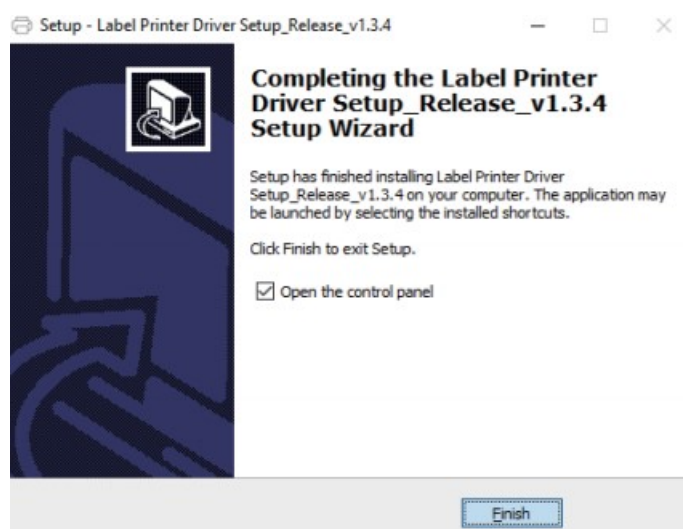 Setup - Label Printer Driver Setup_Release_v1.3.4
Completing the Label Printer
Driver Setup_Release_v1.3.4
Setup Wizard
Setup has finished installing Label Printer Driver
Setup_Release_v1.3.4 on your computer. The application may
be launched by selecting the installed shortcuts.
Click Finish to exit Setup.
Open the control panel
Finish